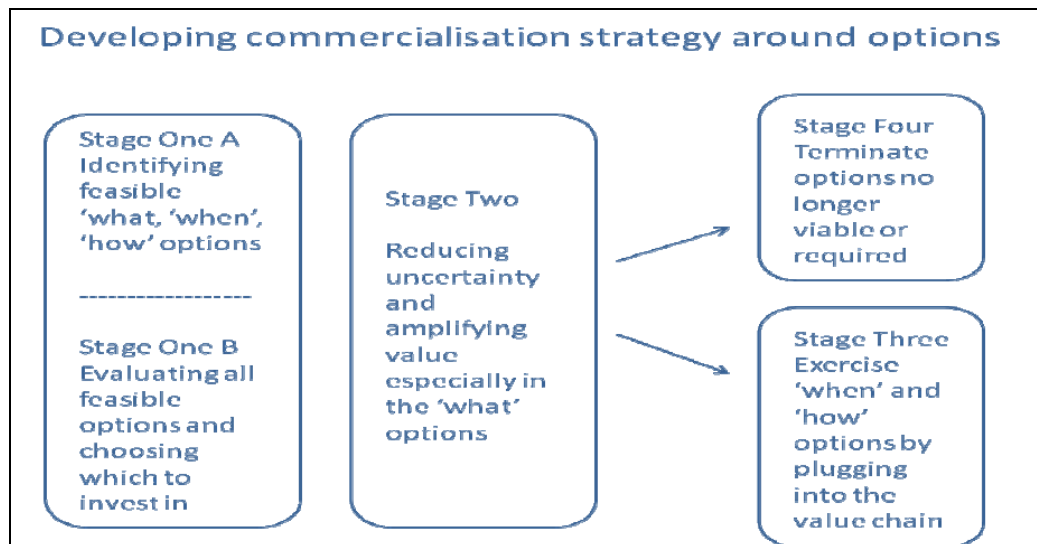 Developing commercialisation strategy around options
Stage One A
Identifying
feasible
‘what, ‘when’,
‘how’ options
------------------
Stage One B
Evaluating all
feasible
options and
choosing
which to
invest in
Stage Two
Reducing
uncertainty
and
amplifying
value
especially in
the ‘what’
options
Stage Four
Terminate
options no
longer
viable or
required
Stage Three
Exercise
‘when’ and
‘how’
options by
plugging
into the
value chain